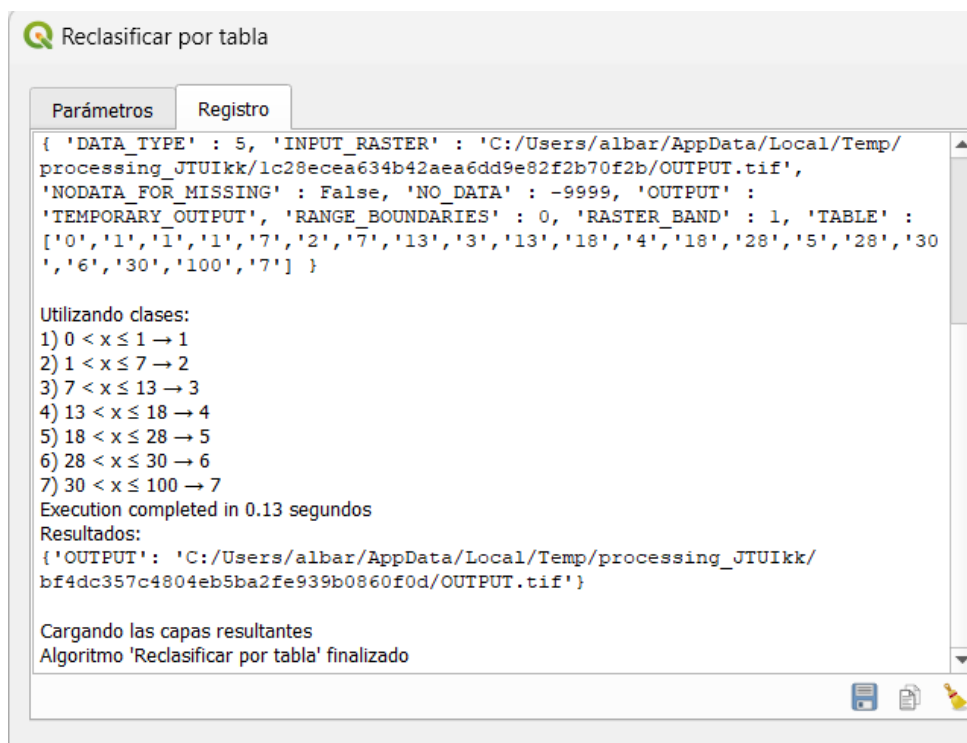 Reclasificar por tabla
Parámetros
Registro
{ 'DATA_TYPE' : 5, 'INPUT_RASTER' : 'C:/Users/albar/AppData/Local/Temp/
processing_JTUIkk/1c28ecea634b42aea6dd9e82f2b70f2b/OUTPUT.tif',
'NODATA_FOR_MISSING' : False, 'NO_DATA' : -9999, 'OUTPUT' :
'TEMPORARY_OUTPUT', 'RANGE_BOUNDARIES' : 0, 'RASTER_BAND' : 1, 'TABLE' :
['0','1','1','1','7','2','7','13','3','13','18','4','18','28','5','28','30
','6','30','100','7'] }
Utilizando clases:
1) 0 < x ≤ 1 → 1
2) 1 < x ≤ 7 → 2
3) 7 < x ≤ 13 → 3
4) 13 < x ≤ 18 → 4
5) 18 < x ≤ 28 → 5
6) 28 < x ≤ 30 → 6
7) 30 < x ≤ 100 → 7
Execution completed in 0.13 segundos
Resultados:
{'OUTPUT': 'C:/Users/albar/AppData/Local/Temp/processing_JTUIkk/
bf4dc357c4804eb5ba2fe939b0860f0d/OUTPUT.tif'}
Cargando las capas resultantes
Algoritmo 'Reclasificar por tabla' finalizado